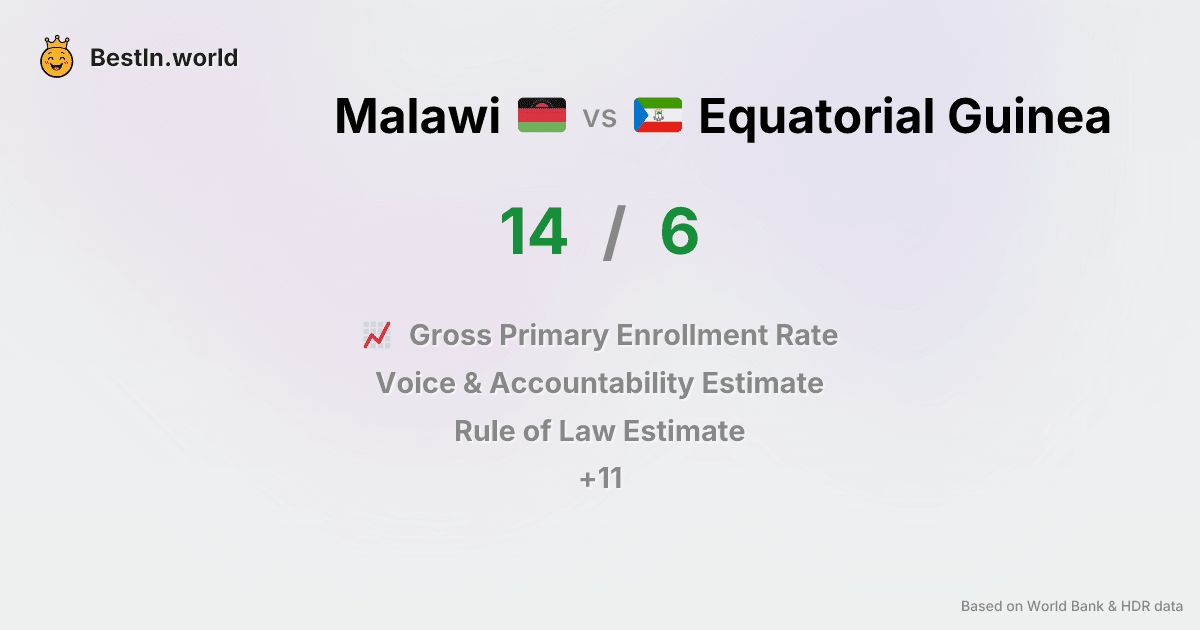 BestIn.world
Malawi vs Equatorial Guinea
14 / 6
Gross Primary Enrollment Rate
Voice & Accountability Estimate
Rule of Law Estimate
+11
Based on World Bank & HDR data